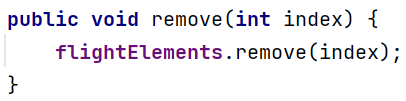 public void remove(int index) {
    flightElements.remove(index);
}